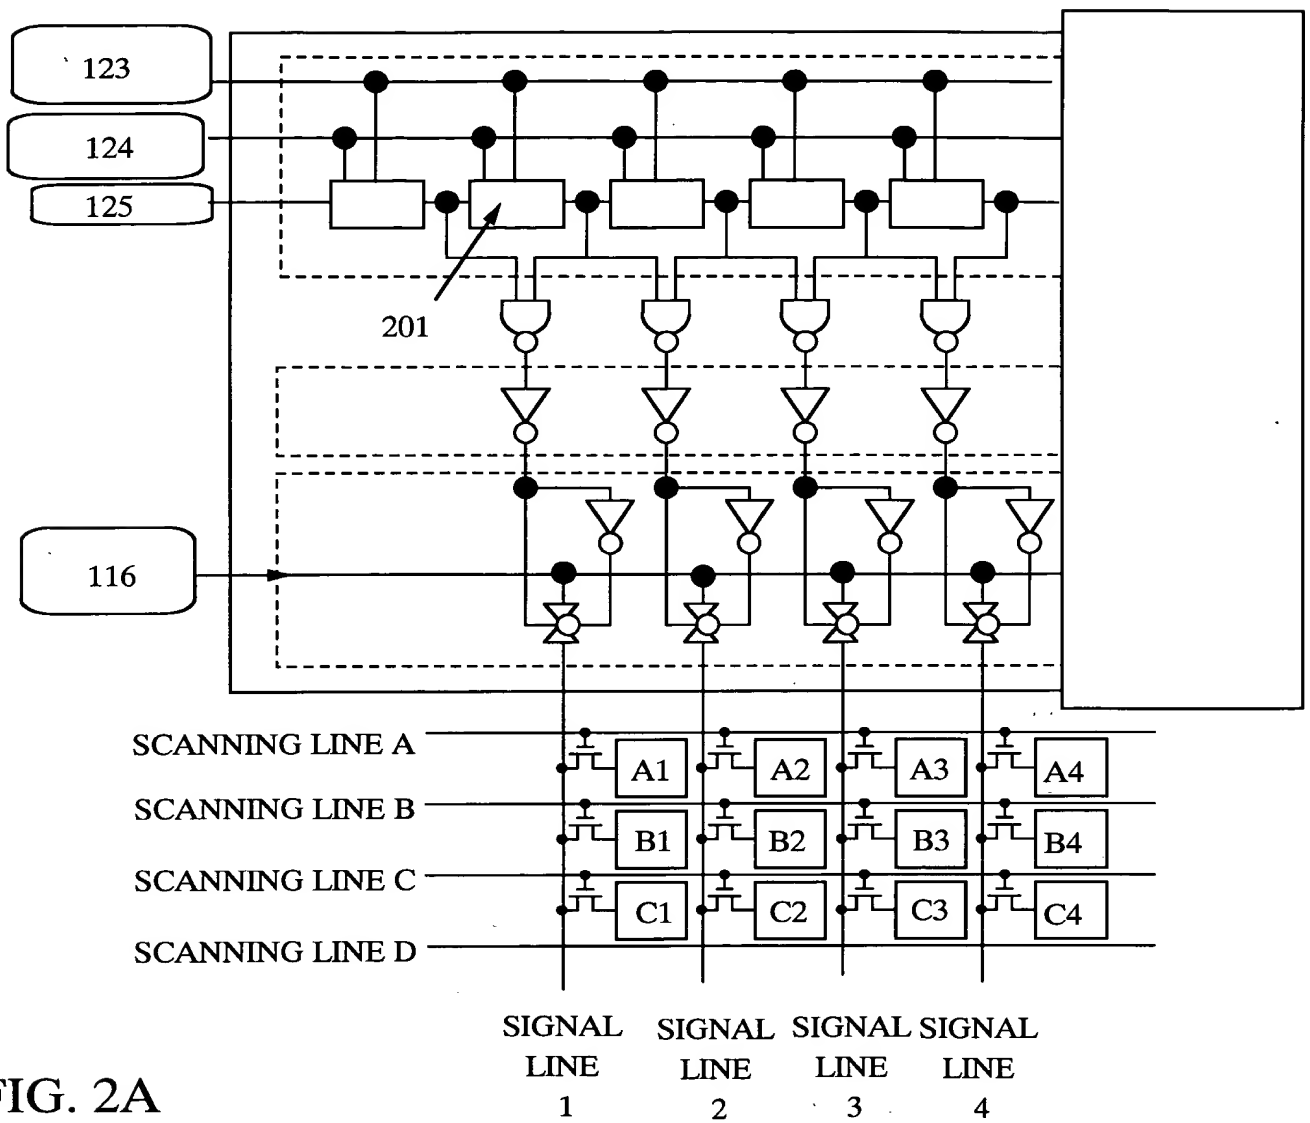 123
124
125
201
116
SCANNING LINE A
A1 A2 A3 A4
SCANNING LINE B
B1 B2 B3 B4
SCANNING LINE C
C1 C2 C3 C4
SCANNING LINE D
SIGNAL LINE 1
SIGNAL LINE 2
SIGNAL LINE 3
SIGNAL LINE 4
FIG. 2A